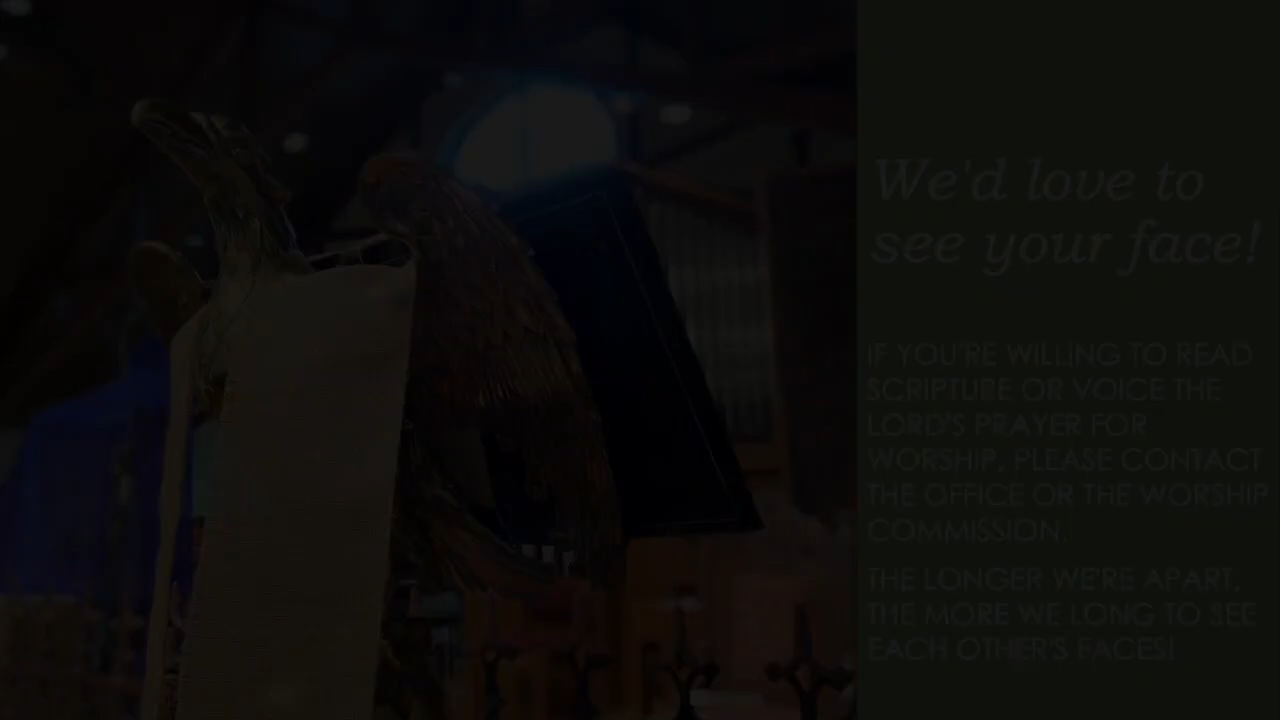 We'd love to
see your face!
IF YOU'RE WILLING TO READ
SCRIPTURE OR VOICE THE
LORD'S PRAYER FOR
WORSHIP, PLEASE CONTACT
THE OFFICE OR THE WORSHIP
COMMISSION.
THE LONGER WE'RE APART,
THE MORE WE LONG TO SEE
EACH OTHER'S FACES!